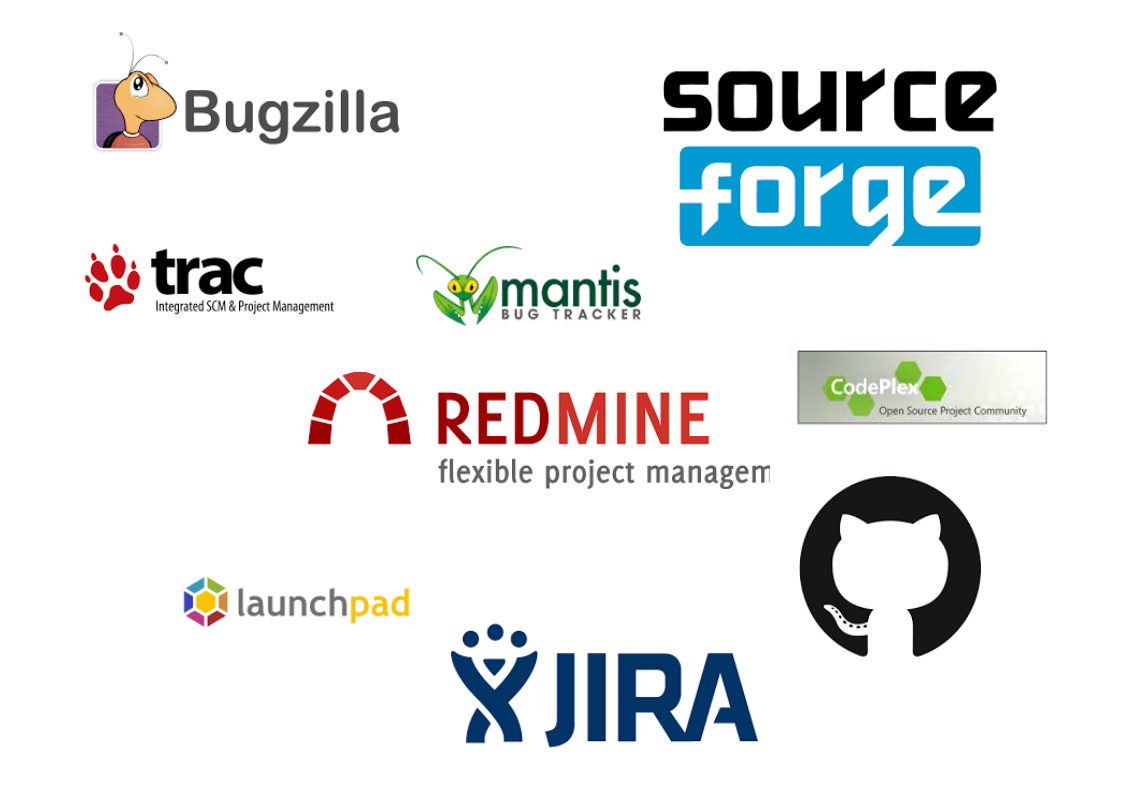 Bugzilla
source
forge
trac
Integrated SCM & Project Management
mantis
BUG TRACKER
CodePlex
Open Source Project Community
REDMINE
flexible project managem
launchpad
JIRA